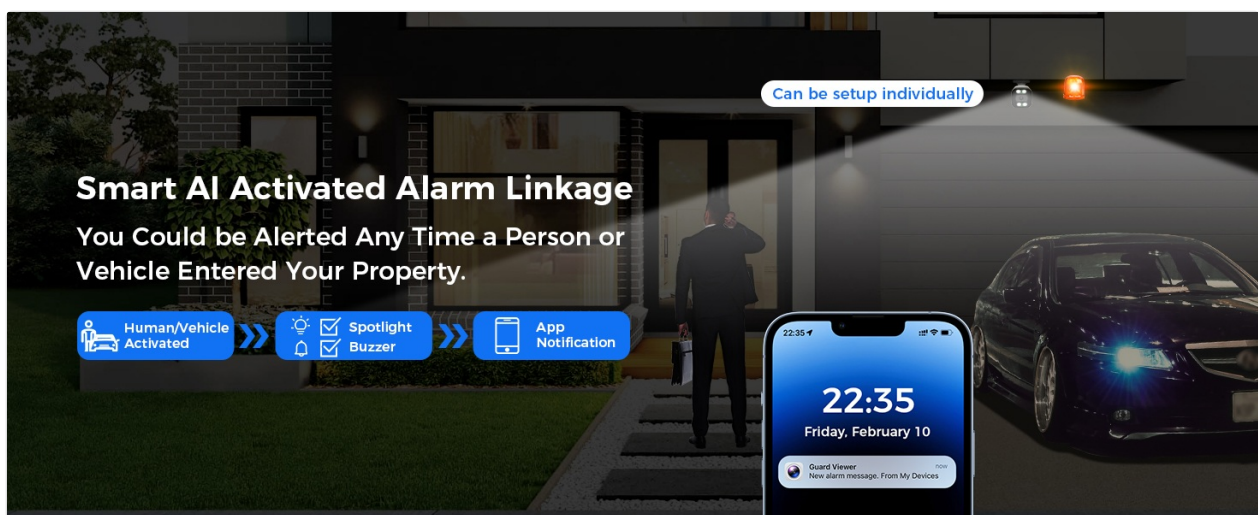 Can be setup individually
Smart AI Activated Alarm Linkage
You Could be Alerted Any Time a Person or
Vehicle Entered Your Property.
Human/Vehicle
Activated
Spotlight
Buzzer
App
Notification
22:35
22:35
Friday, February 10
Guard Viewer
now
New alarm message. From My Devices